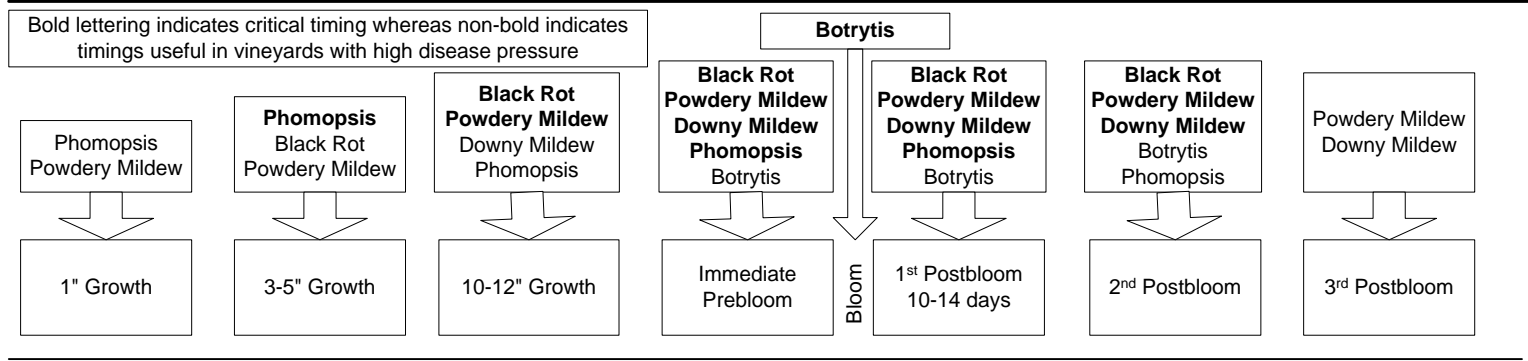 Bold lettering indicates critical timing whereas non-bold indicates
timings useful in vineyards with high disease pressure
Phomopsis
Powdery Mildew
1" Growth
Phomopsis
Black Rot
Powdery Mildew
3-5" Growth
Black Rot
Powdery Mildew
Downy Mildew
Phomopsis
10-12" Growth
Black Rot
Powdery Mildew
Downy Mildew
Phomopsis
Botrytis
Immediate
Prebloom
Botrytis
Bloom
Black Rot
Powdery Mildew
Downy Mildew
Phomopsis
Botrytis
1st Postbloom
10-14 days
Black Rot
Powdery Mildew
Downy Mildew
Botrytis
Phomopsis
2nd Postbloom
Powdery Mildew
Downy Mildew
3rd Postbloom